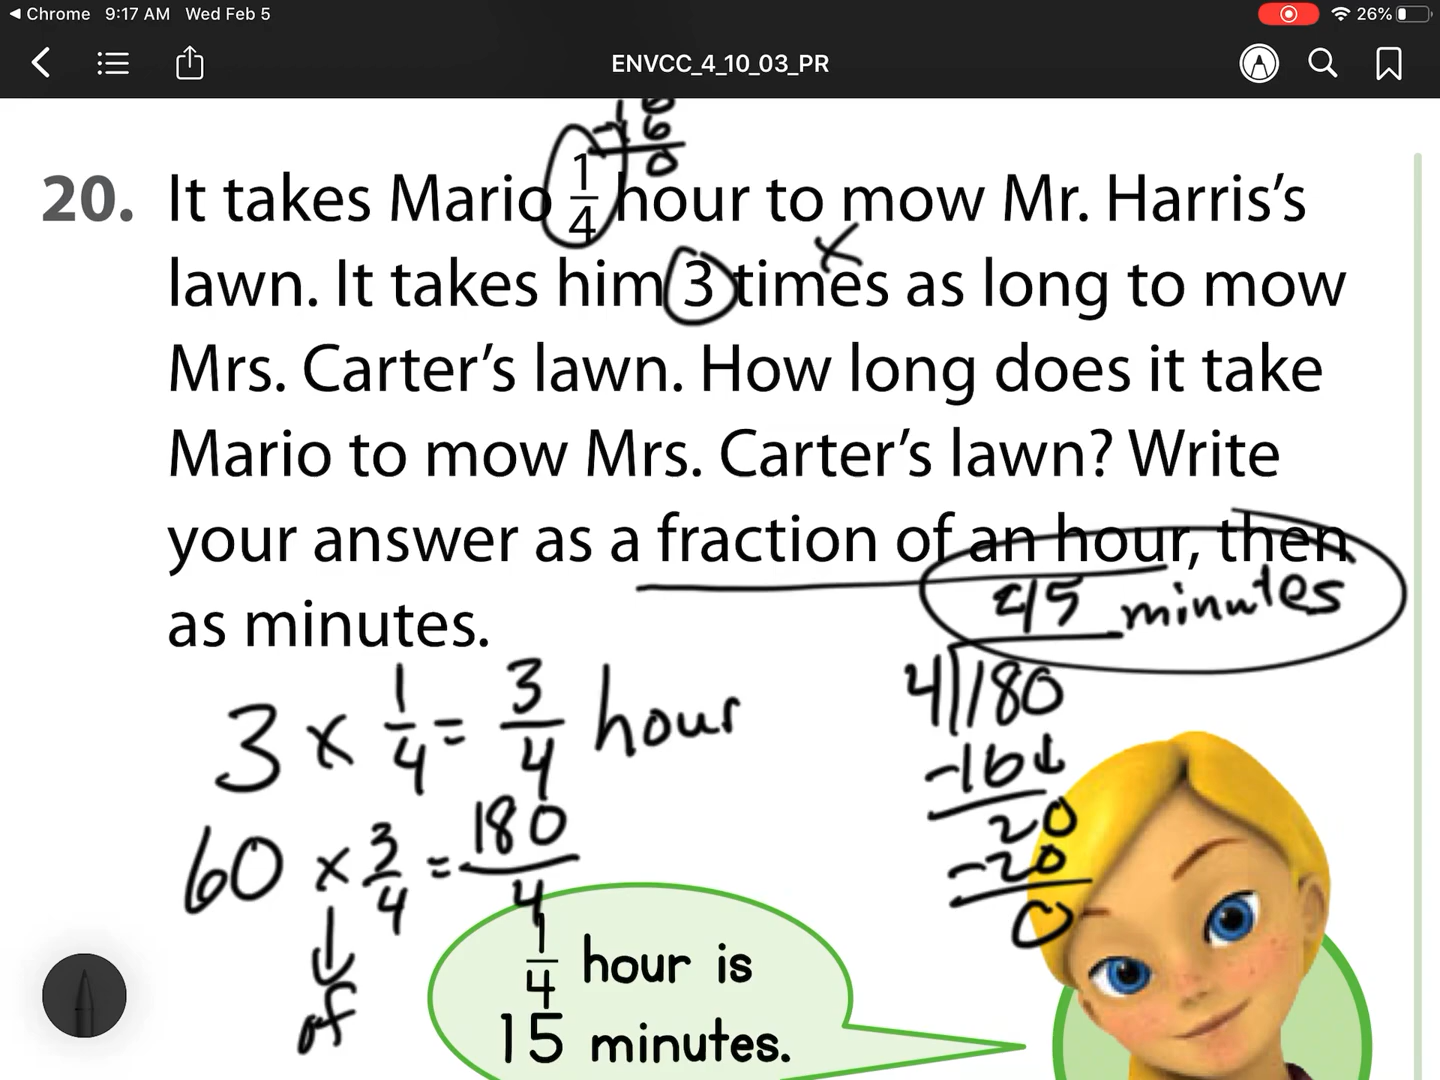 Chrome 9:17 AM Wed Feb 5 26%
ENVCC_4_10_03_PR
6
-16
0
20. It takes Mario 1/4 hour to mow Mr. Harris's
x
lawn. It takes him 3 times as long to mow
Mrs. Carter's lawn. How long does it take
Mario to mow Mrs. Carter's lawn? Write
your answer as a fraction of an hour, then
as minutes.
45 minutes
3 x 1/4 = 3/4 hour
4)180
-16↓
20
-20
0
60 x 3/4 = 180/4
↓
of
1/4 hour is
15 minutes.